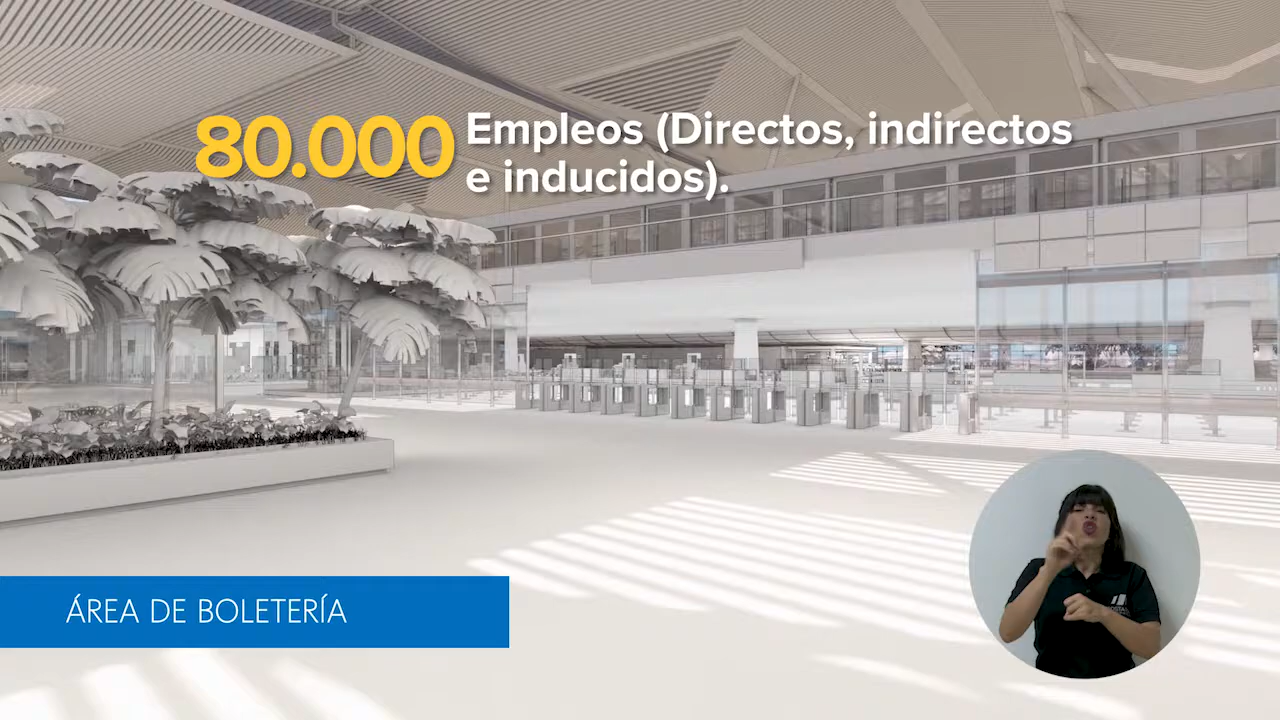 80.000 Empleos (Directos, indirectos
e inducidos).
ÁREA DE BOLETERÍA